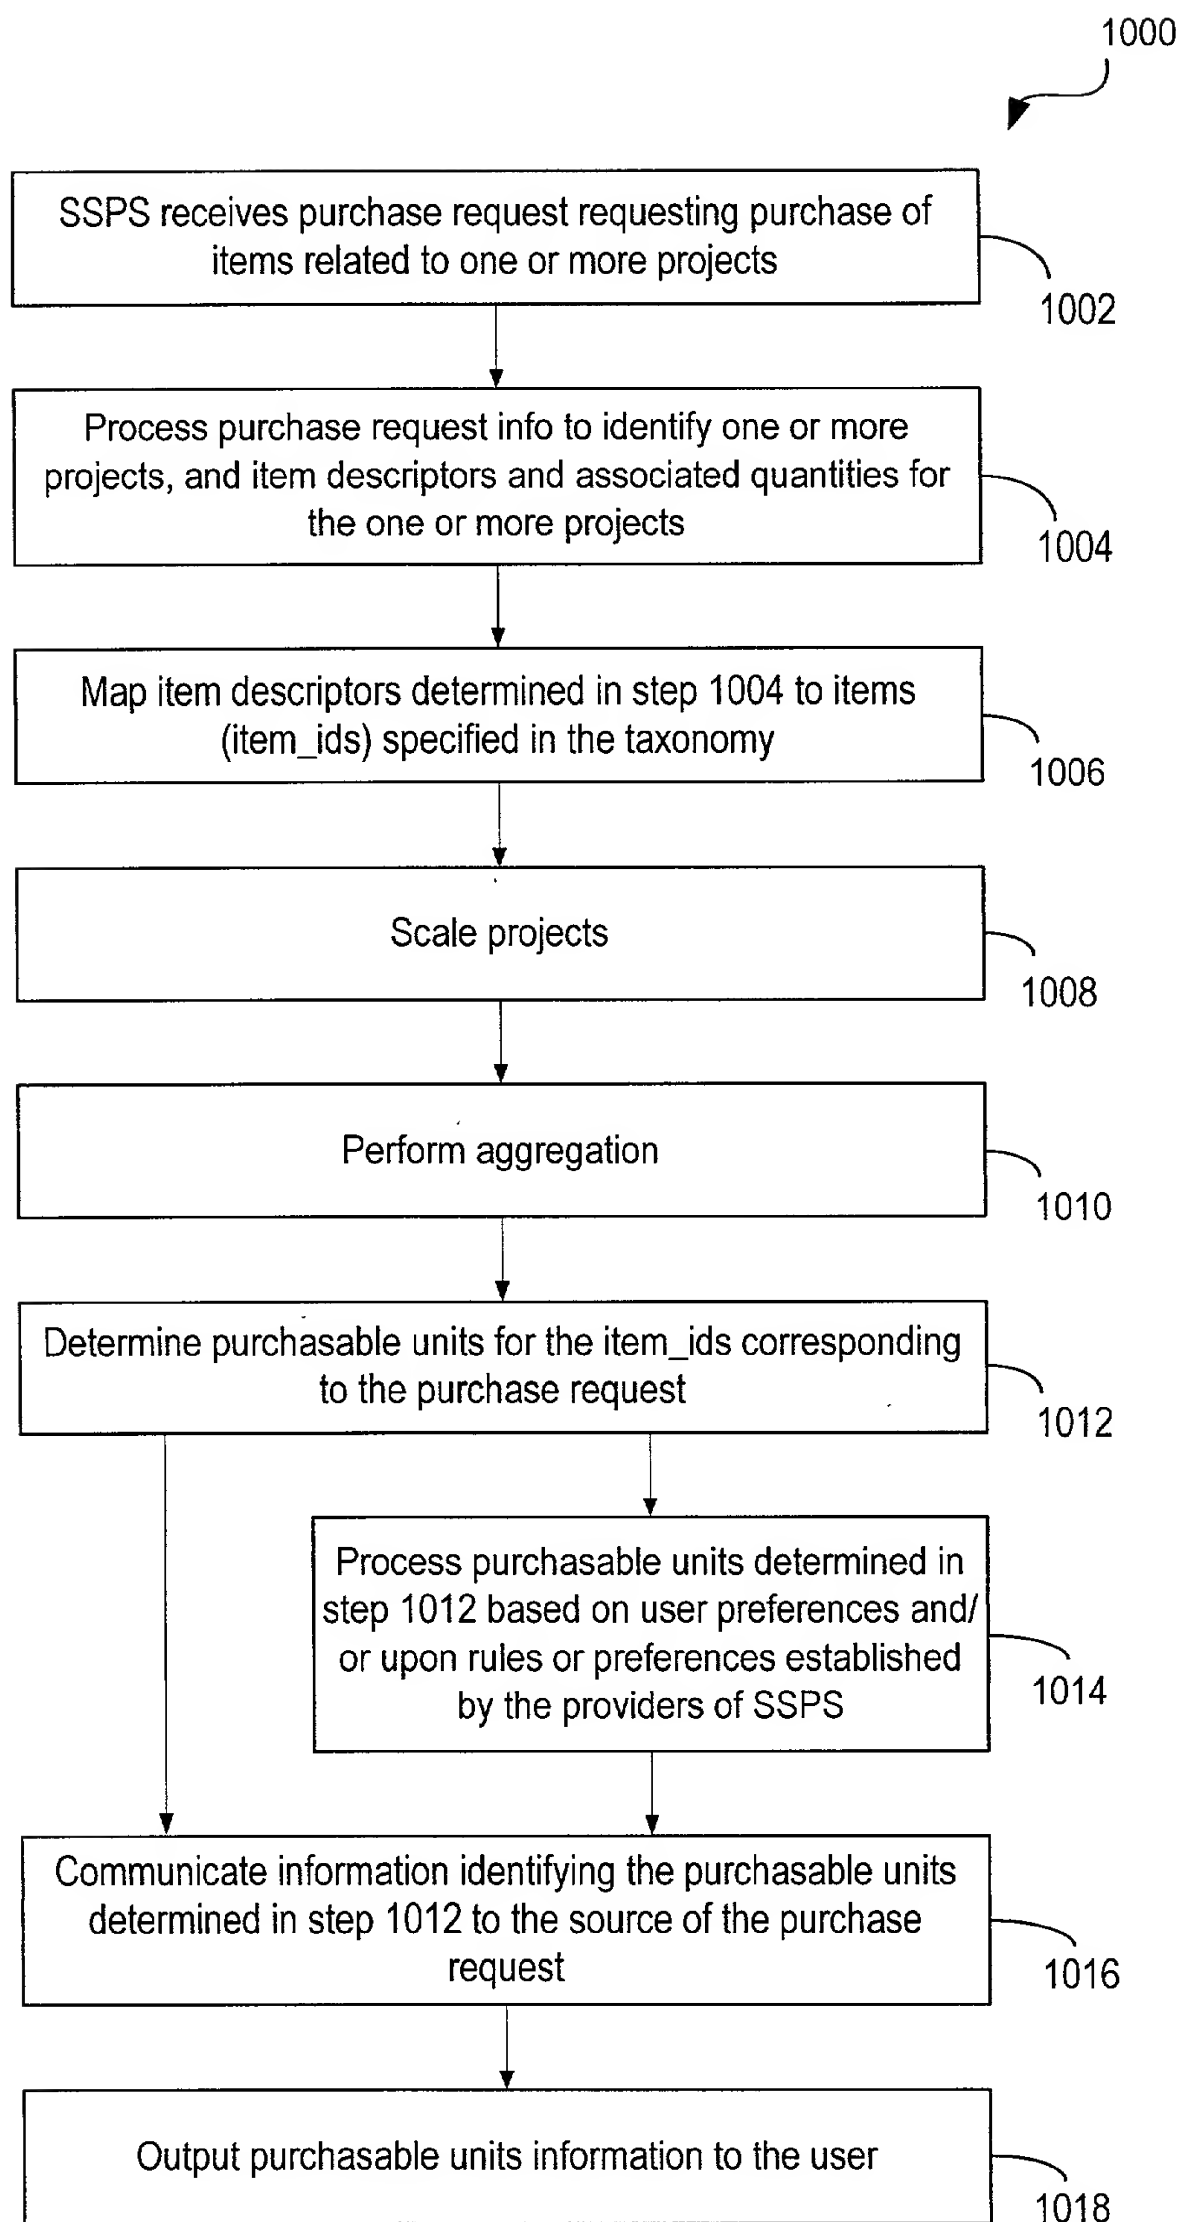 1000
SSPS receives purchase request requesting purchase of
items related to one or more projects
1002
Process purchase request info to identify one or more
projects, and item descriptors and associated quantities for
the one or more projects
1004
Map item descriptors determined in step 1004 to items
(item_ids) specified in the taxonomy
1006
Scale projects
1008
Perform aggregation
1010
Determine purchasable units for the item_ids corresponding
to the purchase request
1012
Process purchasable units determined in
step 1012 based on user preferences and/
or upon rules or preferences established
by the providers of SSPS
1014
Communicate information identifying the purchasable units
determined in step 1012 to the source of the purchase
request
1016
Output purchasable units information to the user
1018